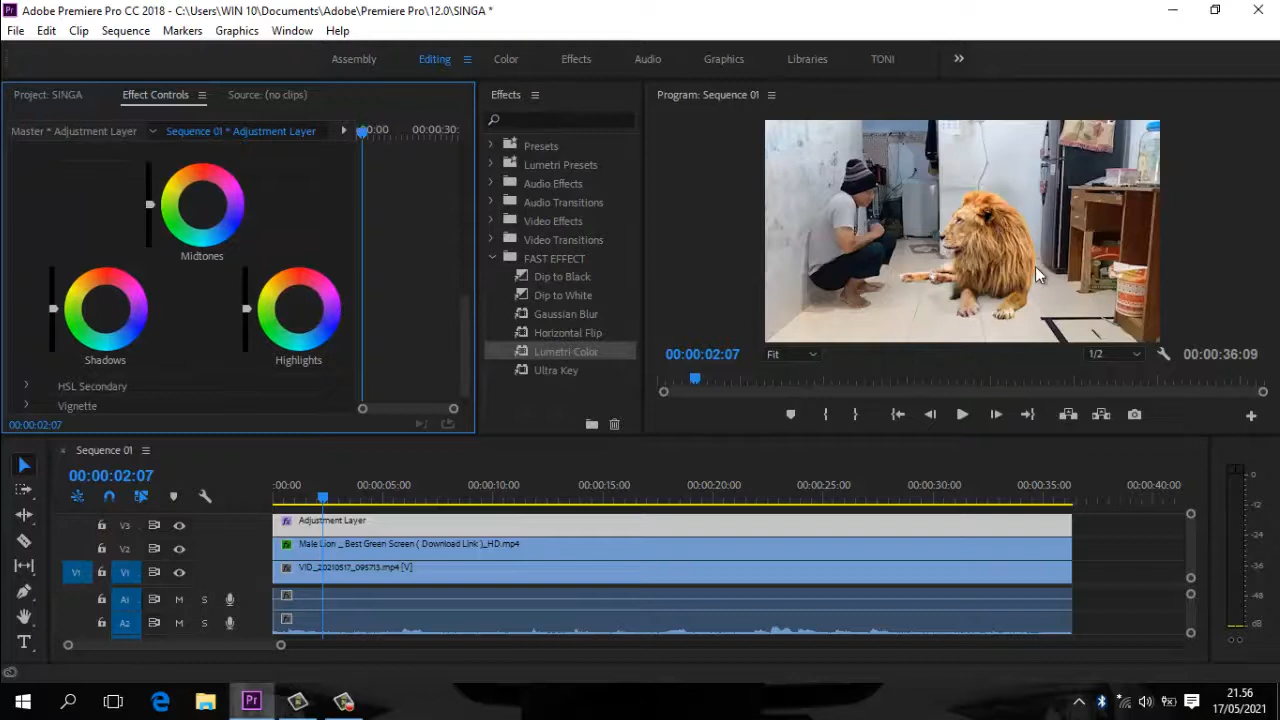 Adobe Premiere Pro CC 2018 - C:\Users\WIN 10\Documents\Adobe\Premiere Pro\12.0\SINGA *
File Edit Clip Sequence Markers Graphics Window Help
Assembly Editing Color Effects Audio Graphics Libraries TONI
Project: SINGA Effect Controls Source: (no clips)
Master * Adjustment Layer Sequence 01 * Adjustment Layer :00:00 00:00:30:
Midtones
Shadows Highlights
HSL Secondary
Vignette
00:00:02:07
Effects
Presets
Lumetri Presets
Audio Effects
Audio Transitions
Video Effects
Video Transitions
FAST EFFECT
Dip to Black
Dip to White
Gaussian Blur
Horizontal Flip
Lumetri Color
Ultra Key
Program: Sequence 01
00:00:02:07 Fit 1/2 00:00:36:09
Sequence 01
00:00:02:07
:00:00 00:00:05:00 00:00:10:00 00:00:15:00 00:00:20:00 00:00:25:00 00:00:30:00 00:00:35:00 00:00:40:00
V3 Adjustment Layer
V2 Male Lion _ Best Green Screen ( Download Link )_HD.mp4
V1 V1 VID_20210517_095713.mp4 [V]
A1 M S
A2 M S
0
-12
-24
-36
-48
dB
21.56
17/05/2021